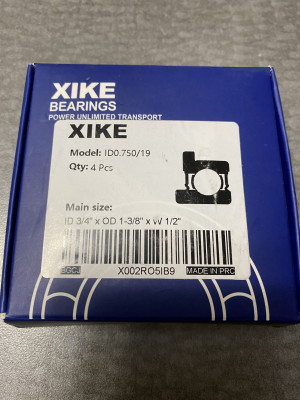 XIKE
BEARINGS
POWER UNLIMITED TRANSPORT
XIKE
Model: ID0.750/19
Qty: 4 Pcs
Main size:
ID 3/4" x OD 1-3/8" x W 1/2"
X002RO5IB9
MADE IN PRC